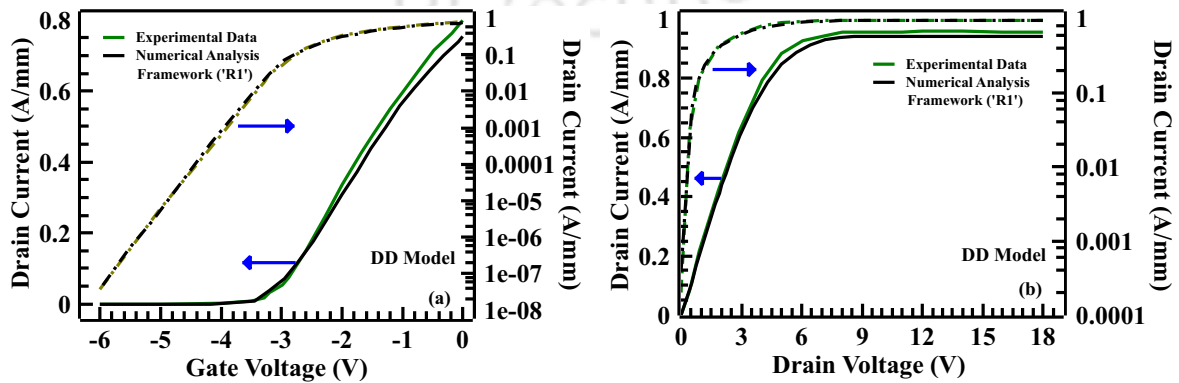 Drain Current (A/mm)
0.8
0.6
0.4
0.2
0
Experimental Data
Numerical Analysis
Framework ('R1')
DD Model
(a)
1
0.1
0.01
0.001
0.0001
1e-05
1e-06
1e-07
1e-08
Drain Current (A/mm)
-6 -5 -4 -3 -2 -1 0
Gate Voltage (V)
Drain Current (A/mm)
1
0.8
0.6
0.4
0.2
0
Experimental Data
Numerical Analysis
Framework ('R1')
DD Model
(b)
1
0.1
0.01
0.001
0.0001
Drain Current (A/mm)
0 3 6 9 12 15 18
Drain Voltage (V)